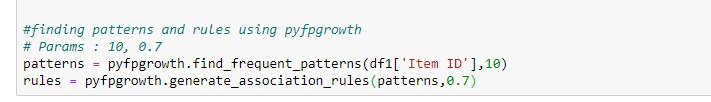 #finding patterns and rules using pyfpgrowth
# Params : 10, 0.7
patterns = pyfpgrowth.find_frequent_patterns(df1['Item ID'],10)
rules = pyfpgrowth.generate_association_rules(patterns,0.7)